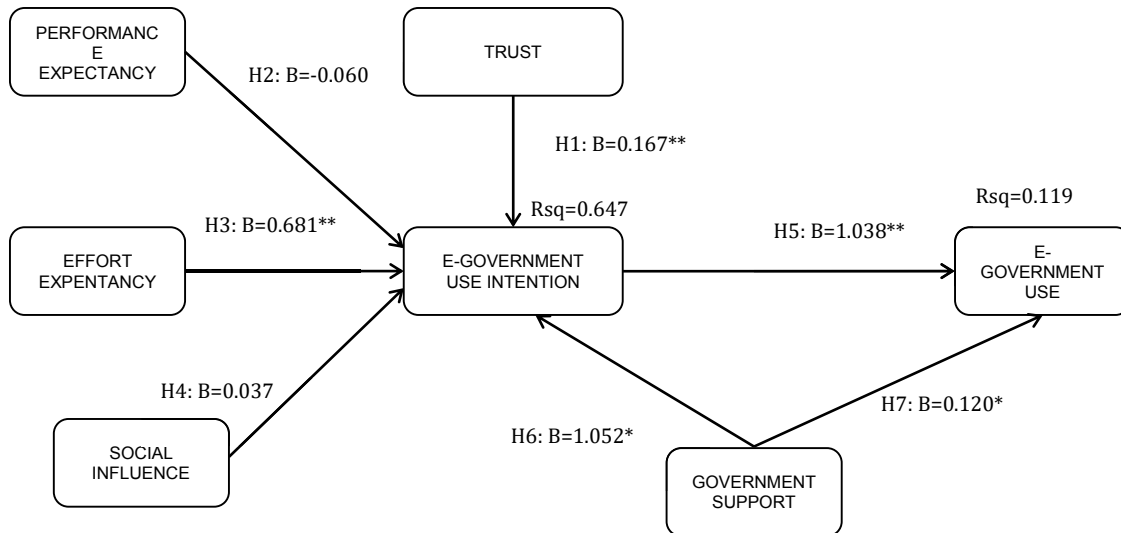 PERFORMANC
E
EXPECTANCY
H2: B=-0.060
TRUST
H1: B=0.167**
Rsq=0.647
Rsq=0.119
H3: B=0.681**
H5: B=1.038**
EFFORT
EXPENTANCY
E-GOVERNMENT
USE INTENTION
E-
GOVERNMENT
USE
H4: B=0.037
H7: B=0.120*
H6: B=1.052*
SOCIAL
INFLUENCE
GOVERNMENT
SUPPORT